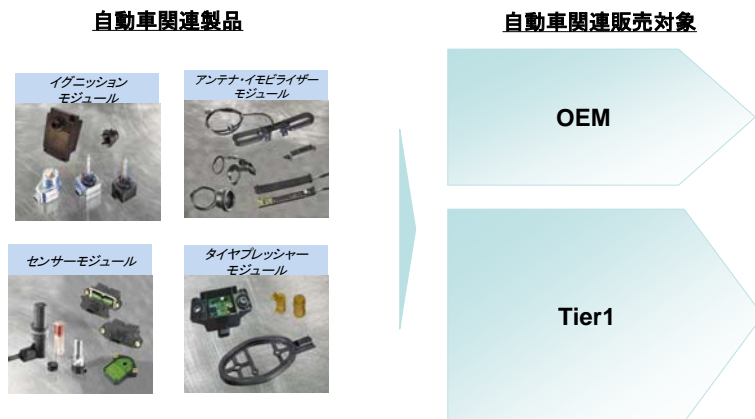 自動車関連製品
自動車関連販売対象
イグニッション
モジュール
アンテナ・イモビライザー
モジュール
センサーモジュール
タイヤプレッシャー
モジュール
OEM
Tier1